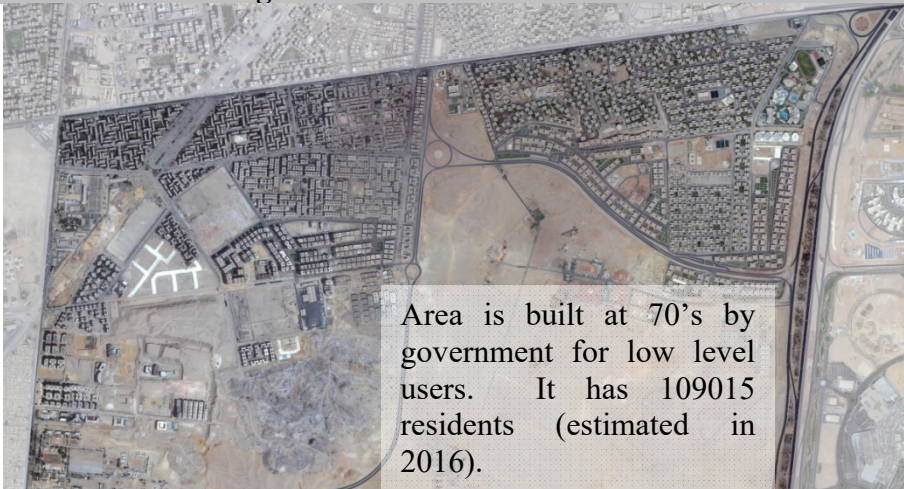 Area is built at 70’s by
government for low level
users. It has 109015
residents (estimated in
2016).